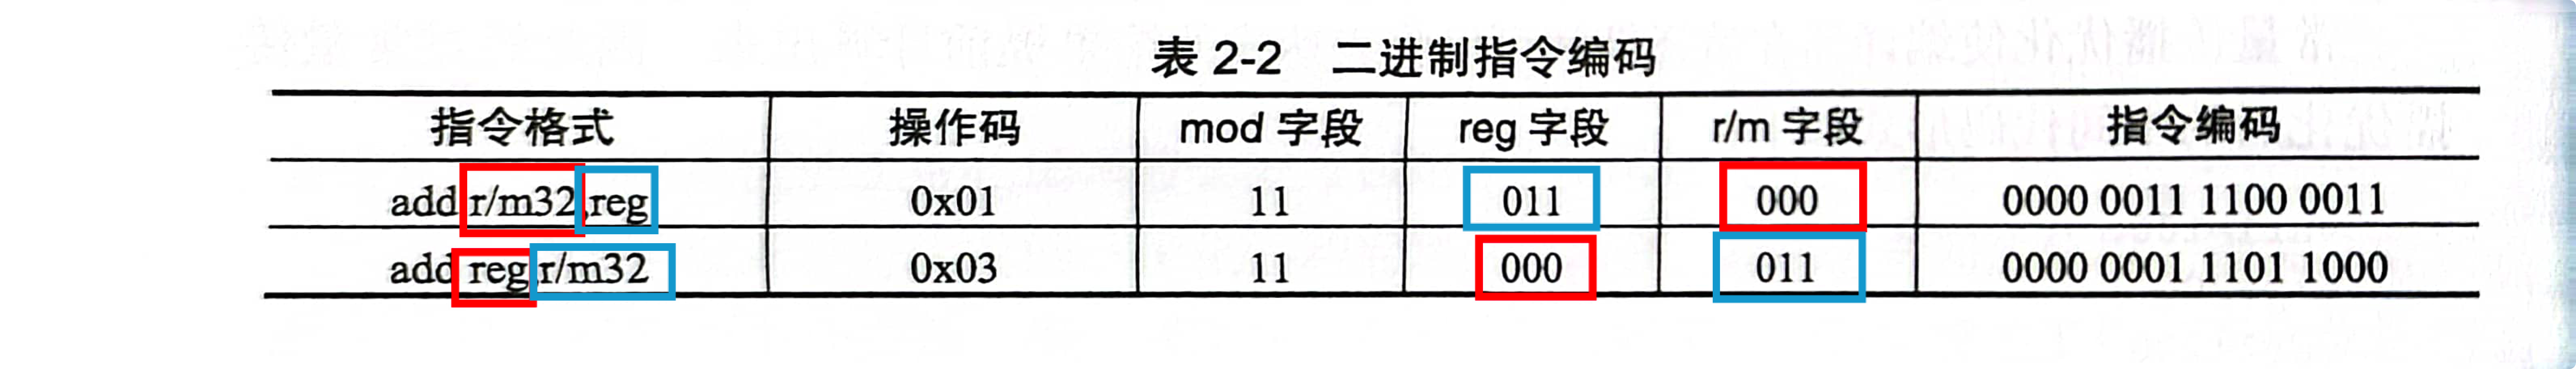 表 2-2 二进制指令编码
指令格式 操作码 mod 字段 reg 字段 r/m 字段 指令编码
add r/m32,reg 0x01 11 011 000 0000 0011 1100 0011
add reg,r/m32 0x03 11 000 011 0000 0001 1101 1000